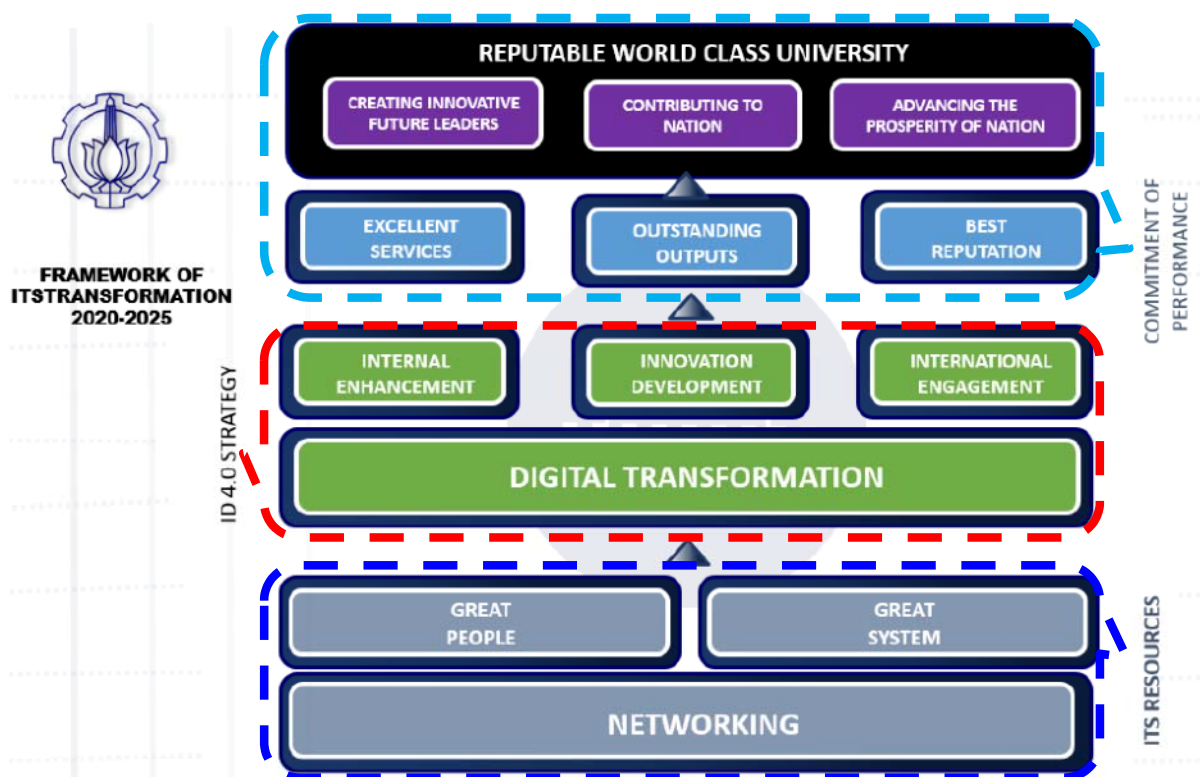 REPUTABLE WORLD CLASS UNIVERSITY
CREATING INNOVATIVE
FUTURE LEADERS
CONTRIBUTING TO
NATION
ADVANCING THE
PROSPERITY OF NATION
EXCELLENT
SERVICES
OUTSTANDING
OUTPUTS
BEST
REPUTATION
COMMITMENT OF
PERFORMANCE
FRAMEWORK OF
ITSTRANSFORMATION
2020-2025
INTERNAL
ENHANCEMENT
INNOVATION
DEVELOPMENT
INTERNATIONAL
ENGAGEMENT
ID 4.0 STRATEGY
DIGITAL TRANSFORMATION
GREAT
PEOPLE
GREAT
SYSTEM
ITS RESOURCES
NETWORKING